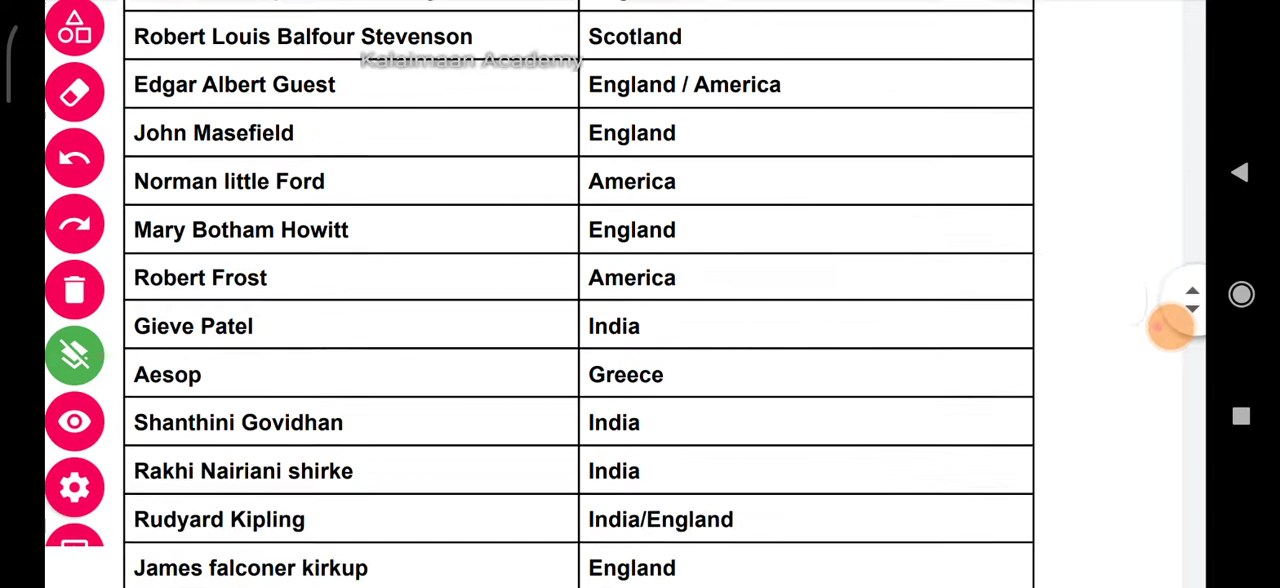 Robert Louis Balfour Stevenson Scotland
Kalaimaan Academy
Edgar Albert Guest England / America
John Masefield England
Norman little Ford America
Mary Botham Howitt England
Robert Frost America
Gieve Patel India
Aesop Greece
Shanthini Govidhan India
Rakhi Nairiani shirke India
Rudyard Kipling India/England
James falconer kirkup England